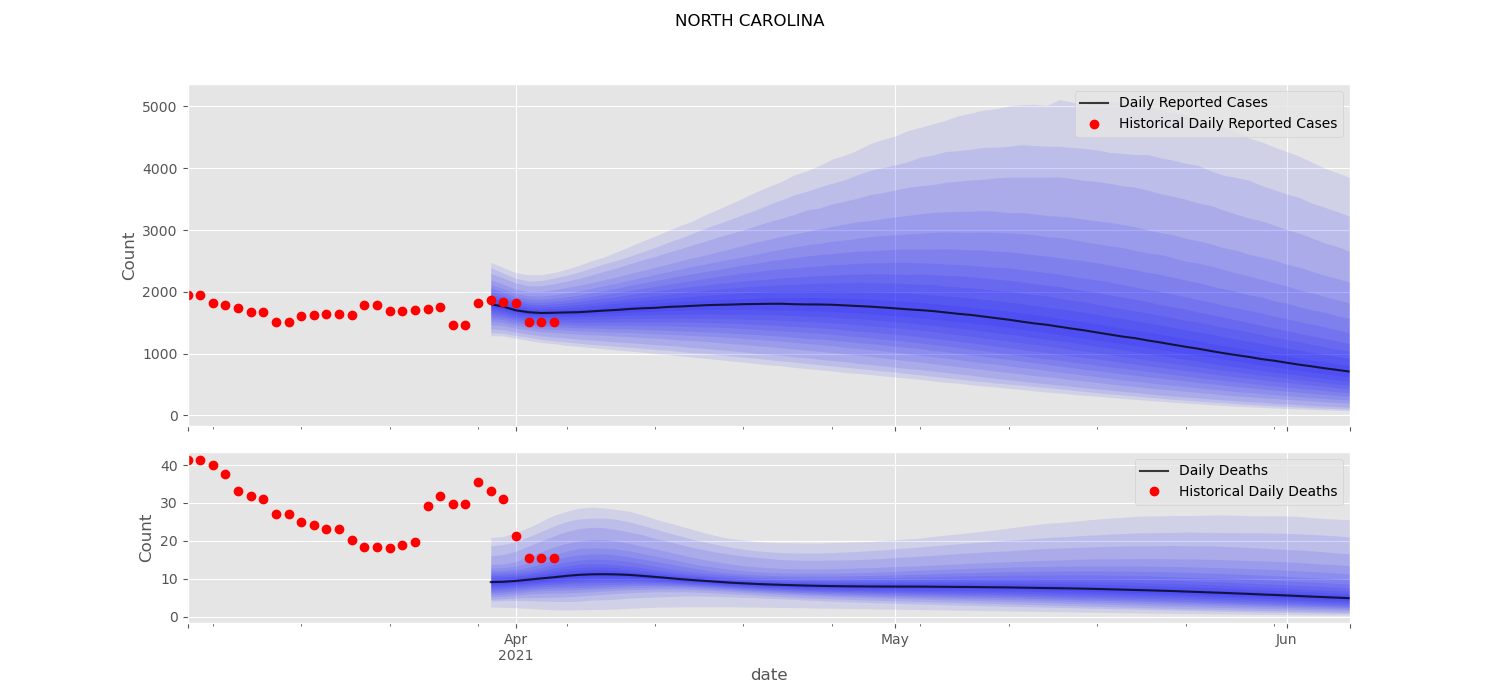 NORTH CAROLINA
5000
4000
3000
2000
1000
0
Count
Daily Reported Cases
Historical Daily Reported Cases
40
30
20
10
0
Count
Daily Deaths
Historical Daily Deaths
Apr
2021
May
Jun
date